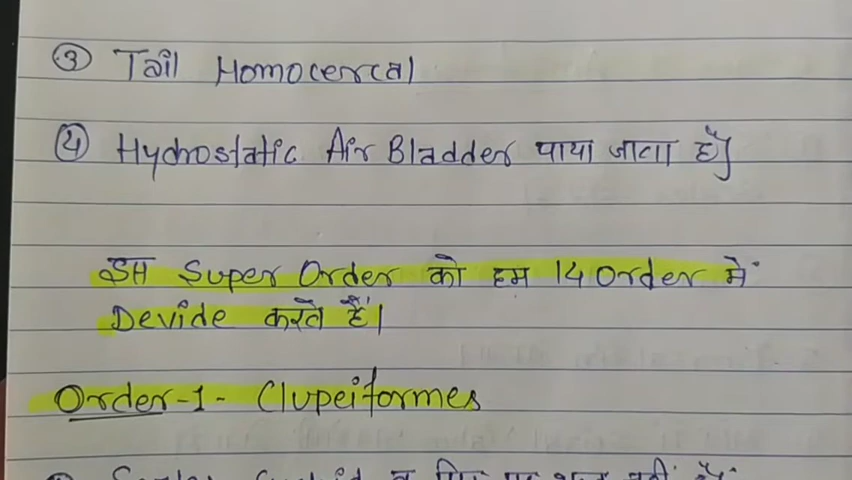 ③ Tail Homocercal
④ Hydrostatic Air Bladder पाया जाता है।
इस Super Order को हम 14 order में
Devide करते हैं।
Order-1- Clupeiformes